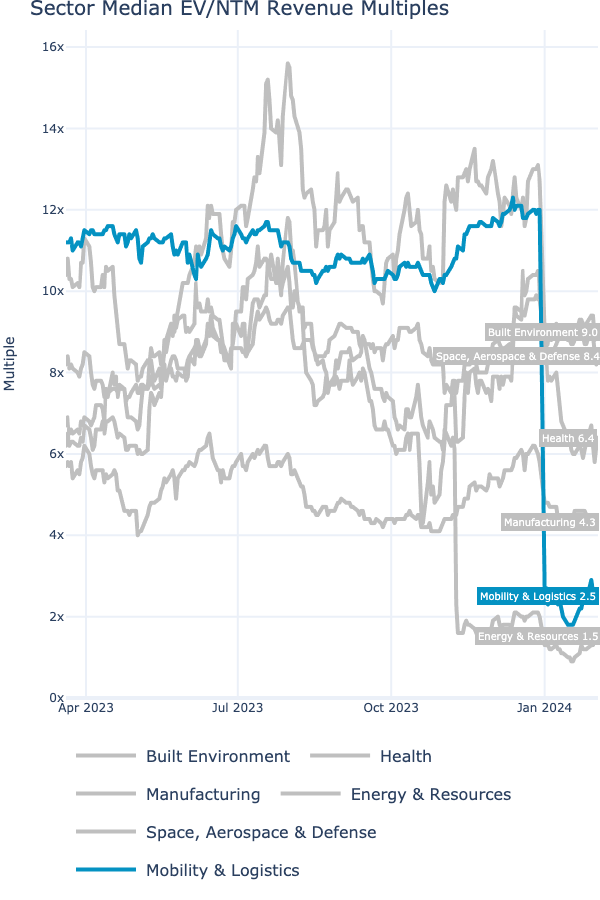 Sector Median EV/NTM Revenue Multiples
16x
14x
12x
10x
8x
6x
4x
2x
0x
Multiple
Built Environment 9.0
Space, Aerospace & Defense 8.4
Health 6.4
Manufacturing 4.3
Mobility & Logistics 2.5
Energy & Resources 1.5
Apr 2023 Jul 2023 Oct 2023 Jan 2024
Built Environment Health
Manufacturing Energy & Resources
Space, Aerospace & Defense
Mobility & Logistics